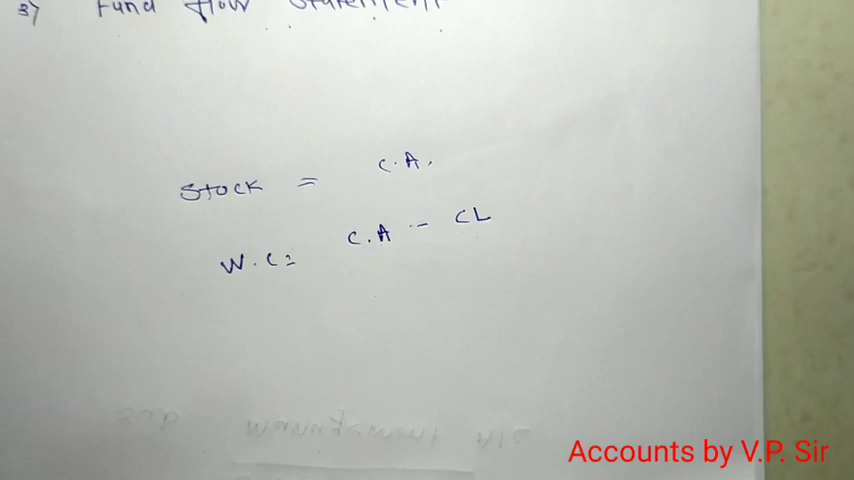 3) Fund flow statement
Stock = C.A.
W.C = C.A - CL
Accounts by V.P. Sir